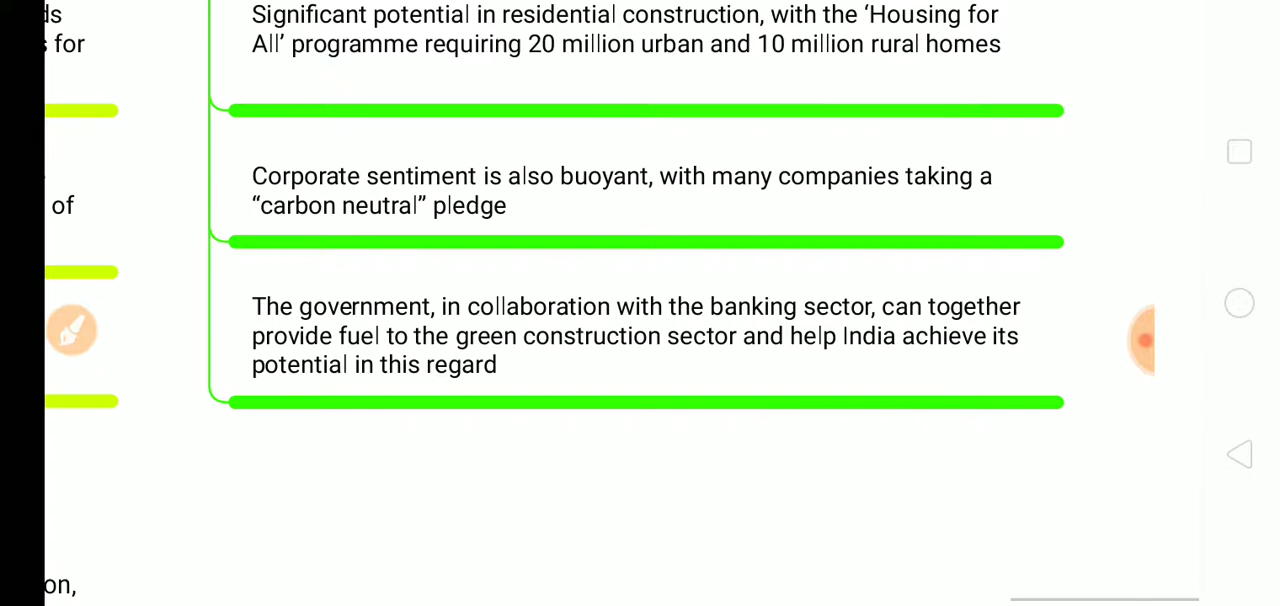 ds
for
of
on,
Significant potential in residential construction, with the ‘Housing for
All’ programme requiring 20 million urban and 10 million rural homes
Corporate sentiment is also buoyant, with many companies taking a
“carbon neutral” pledge
The government, in collaboration with the banking sector, can together
provide fuel to the green construction sector and help India achieve its
potential in this regard